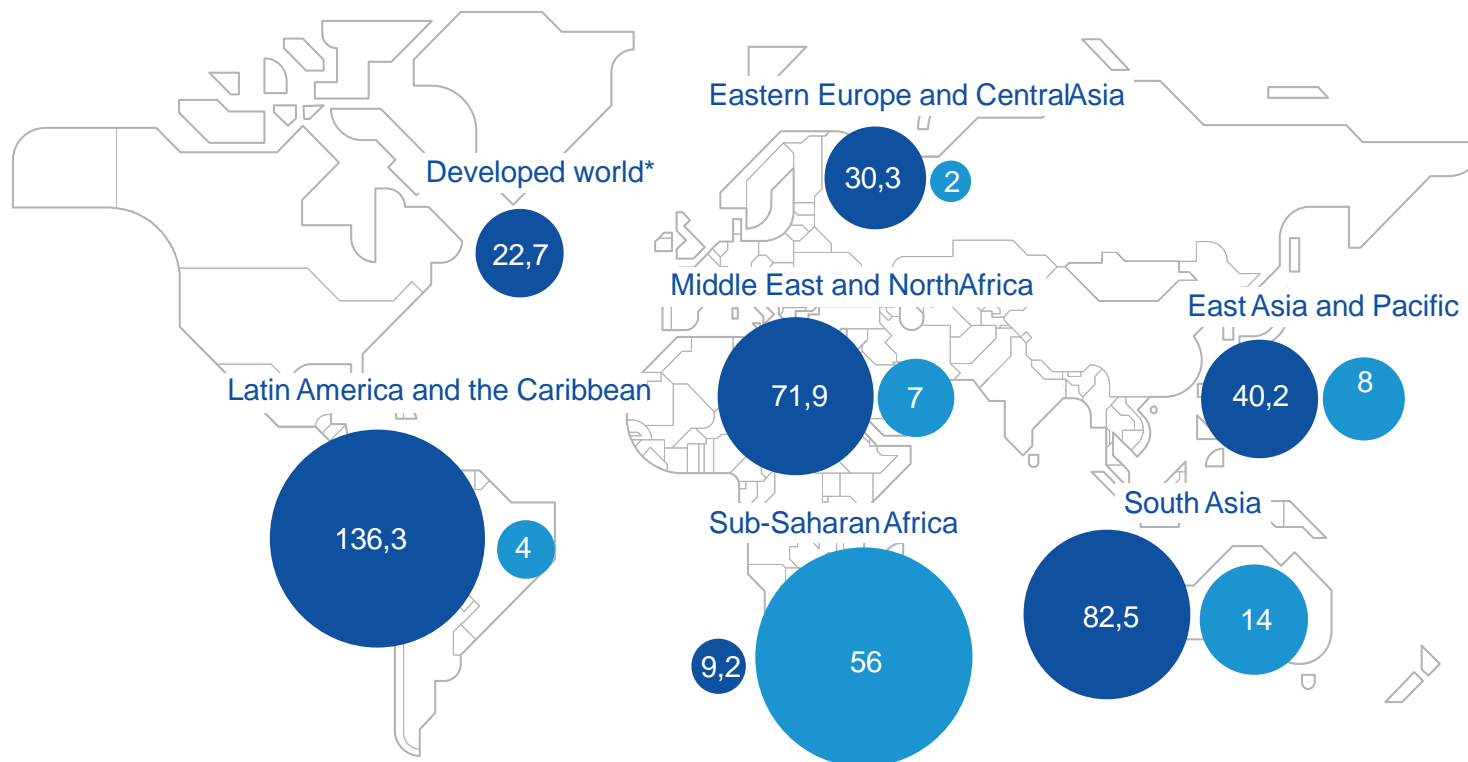 Eastern Europe and CentralAsia
30,3
2
Developed world*
22,7
Middle East and NorthAfrica
71,9
7
East Asia and Pacific
40,2
8
Latin America and the Caribbean
136,3
4
Sub-Saharan Africa
9,2
56
South Asia
82,5
14